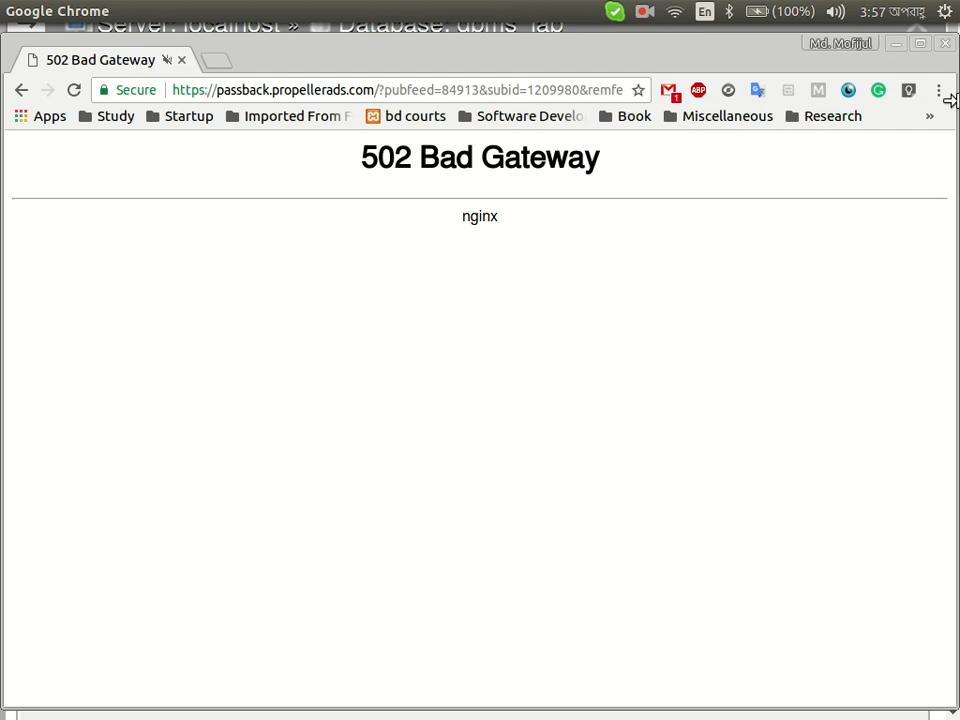 Google Chrome En (100%) 3:57 অপরাহ্ণ
Server: localhost » Database: dbms_lab
Md. Mofijul
502 Bad Gateway
Secure https://passback.propellerads.com/?pubfeed=84913&subid=1209980&remfe
1 ABP M G
Apps Study Startup Imported From F bd courts Software Develo Book Miscellaneous Research »
502 Bad Gateway
nginx